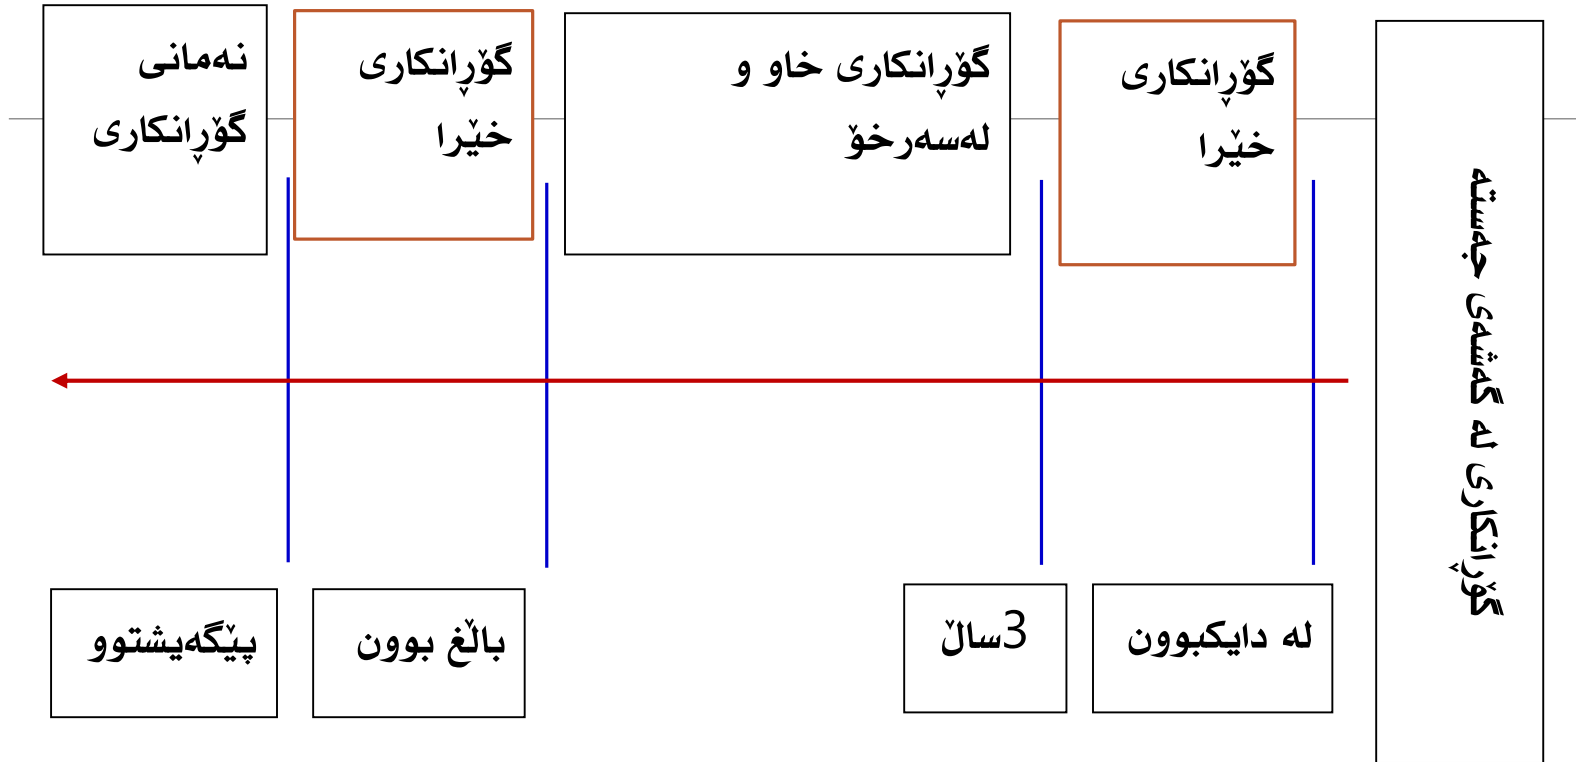 گۆڕانکاری لە گەشەی جەستە
گۆڕانکاری
خێرا
گۆڕانکاری خاو و
لەسەرخۆ
گۆڕانکاری
خێرا
نەمانی
گۆڕانکاری
لە دایکبوون
3ساڵ
باڵغ بوون
پێگەیشتوو